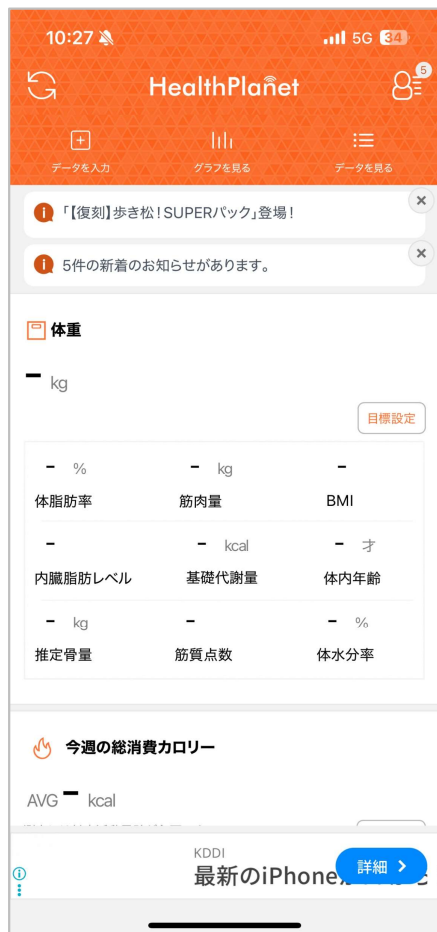 10:27 5G 34
HealthPlanet 5
データを入力 グラフを見る データを見る
「【復刻】歩き松!SUPERパック」登場!
5件の新着のお知らせがあります。
体重
- kg
目標設定
- % - kg -
体脂肪率 筋肉量 BMI
- - kcal - 才
内臓脂肪レベル 基礎代謝量 体内年齢
- kg - - %
推定骨量 筋質点数 体水分率
今週の総消費カロリー
AVG - kcal
KDDI
最新のiPhone
詳細 >